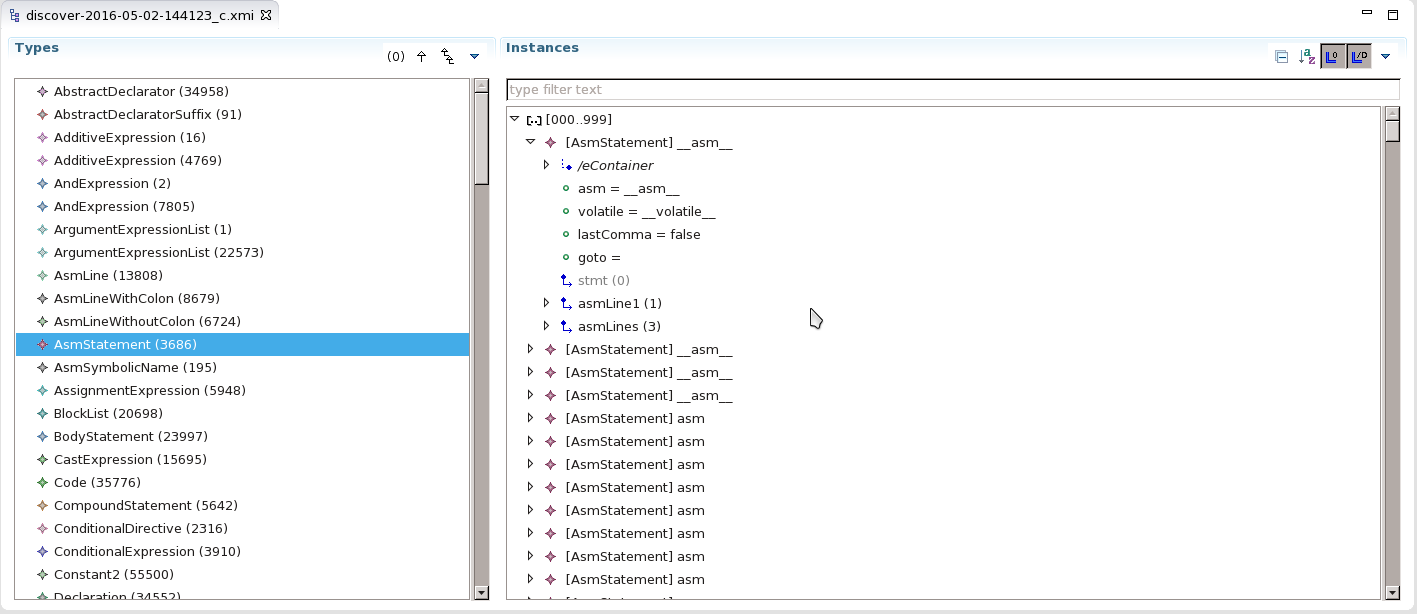 discover-2016-05-02-144123_c.xmi
Types
(0)
AbstractDeclarator (34958)
AbstractDeclaratorSuffix (91)
AdditiveExpression (16)
AdditiveExpression (4769)
AndExpression (2)
AndExpression (7805)
ArgumentExpressionList (1)
ArgumentExpressionList (22573)
AsmLine (13808)
AsmLineWithColon (8679)
AsmLineWithoutColon (6724)
AsmStatement (3686)
AsmSymbolicName (195)
AssignmentExpression (5948)
BlockList (20698)
BodyStatement (23997)
CastExpression (15695)
Code (35776)
CompoundStatement (5642)
ConditionalDirective (2316)
ConditionalExpression (3910)
Constant2 (55500)
Declaration (34552)
Instances
type filter text
[000..999]
[AsmStatement] __asm__
/eContainer
asm = __asm__
volatile = __volatile__
lastComma = false
goto =
stmt (0)
asmLine1 (1)
asmLines (3)
[AsmStatement] __asm__
[AsmStatement] __asm__
[AsmStatement] __asm__
[AsmStatement] asm
[AsmStatement] asm
[AsmStatement] asm
[AsmStatement] asm
[AsmStatement] asm
[AsmStatement] asm
[AsmStatement] asm
[AsmStatement] asm